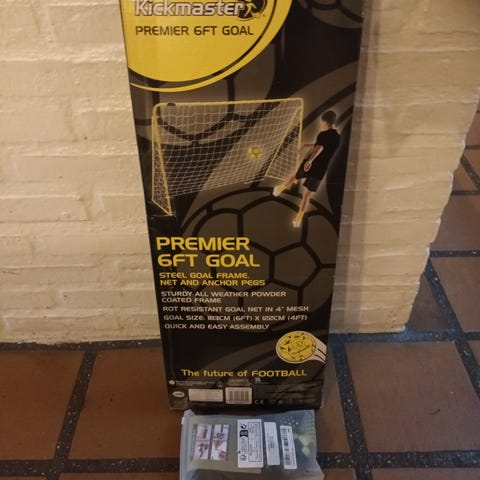 Kickmaster
PREMIER 6FT GOAL
PREMIER
6FT GOAL
STEEL GOAL FRAME,
NET AND ANCHOR PEGS
STURDY ALL WEATHER POWDER
COATED FRAME
ROT RESISTANT GOAL NET IN 4" MESH
GOAL SIZE: 183CM (6FT) X 122CM (4FT)
QUICK AND EASY ASSEMBLY
The future of FOOTBALL